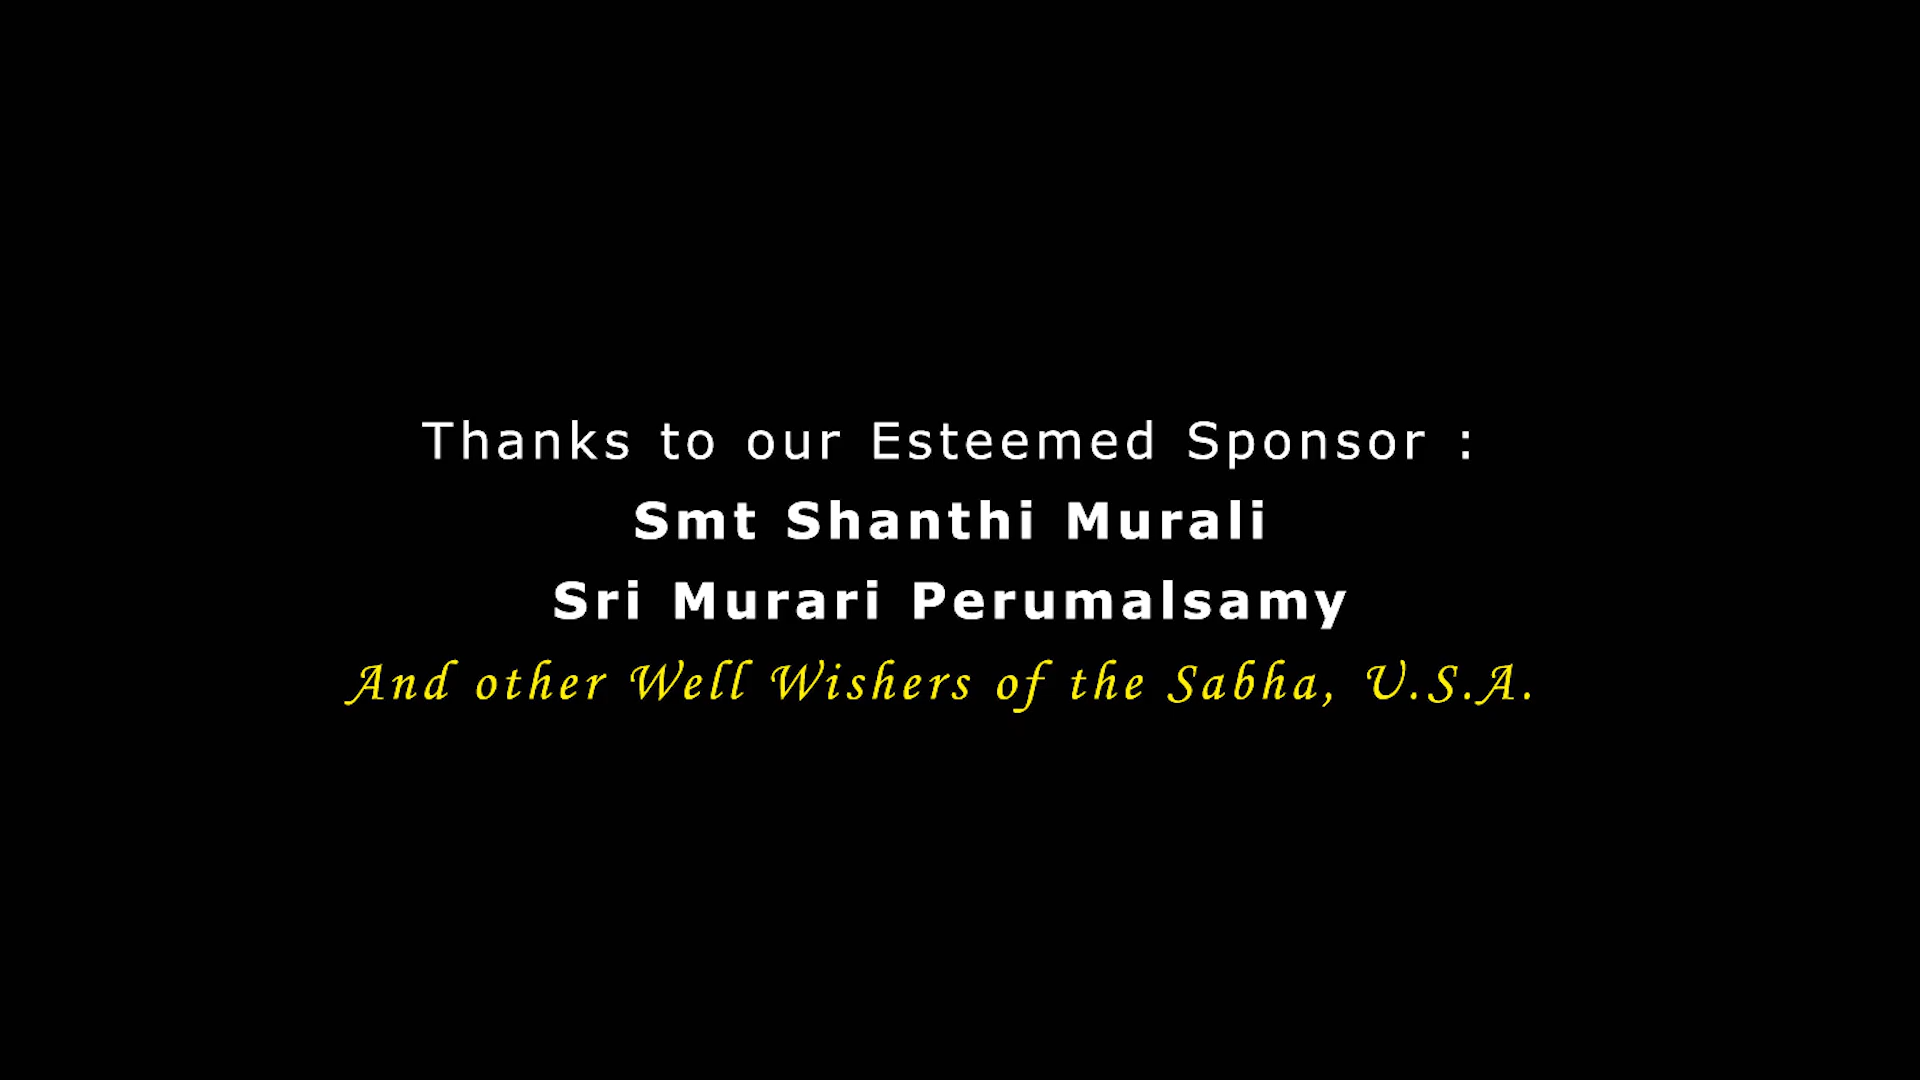 Thanks to our Esteemed Sponsor :
Smt Shanthi Murali
Sri Murari Perumalsamy
And other Well Wishers of the Sabha, U.S.A.